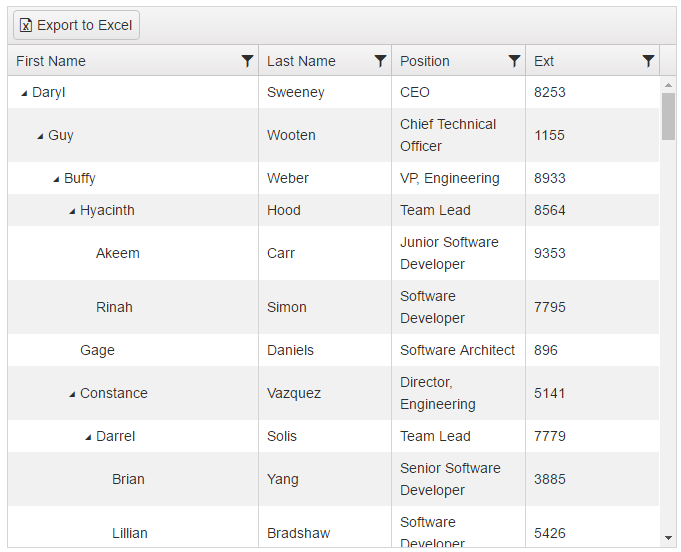 Export to Excel
First Name Last Name Position Ext
Daryl Sweeney CEO 8253
Guy Wooten Chief Technical Officer 1155
Buffy Weber VP, Engineering 8933
Hyacinth Hood Team Lead 8564
Akeem Carr Junior Software Developer 9353
Rinah Simon Software Developer 7795
Gage Daniels Software Architect 896
Constance Vazquez Director, Engineering 5141
Darrel Solis Team Lead 7779
Brian Yang Senior Software Developer 3885
Lillian Bradshaw Software Developer 5426